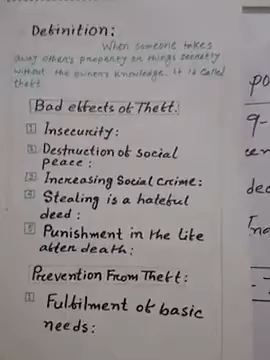 Definition:
When someone takes
away other's property or things secretly
without the owner's knowledge. it is called
theft
Bad effects of Theft.
1 Insecurity:
2 Destruction of social
peace:
3 Increasing Social crime:
4 Stealing is a hateful
deed:
5 Punishment in the life
after death:
Prevention From Theft:
1 Fulfilment of basic
needs: